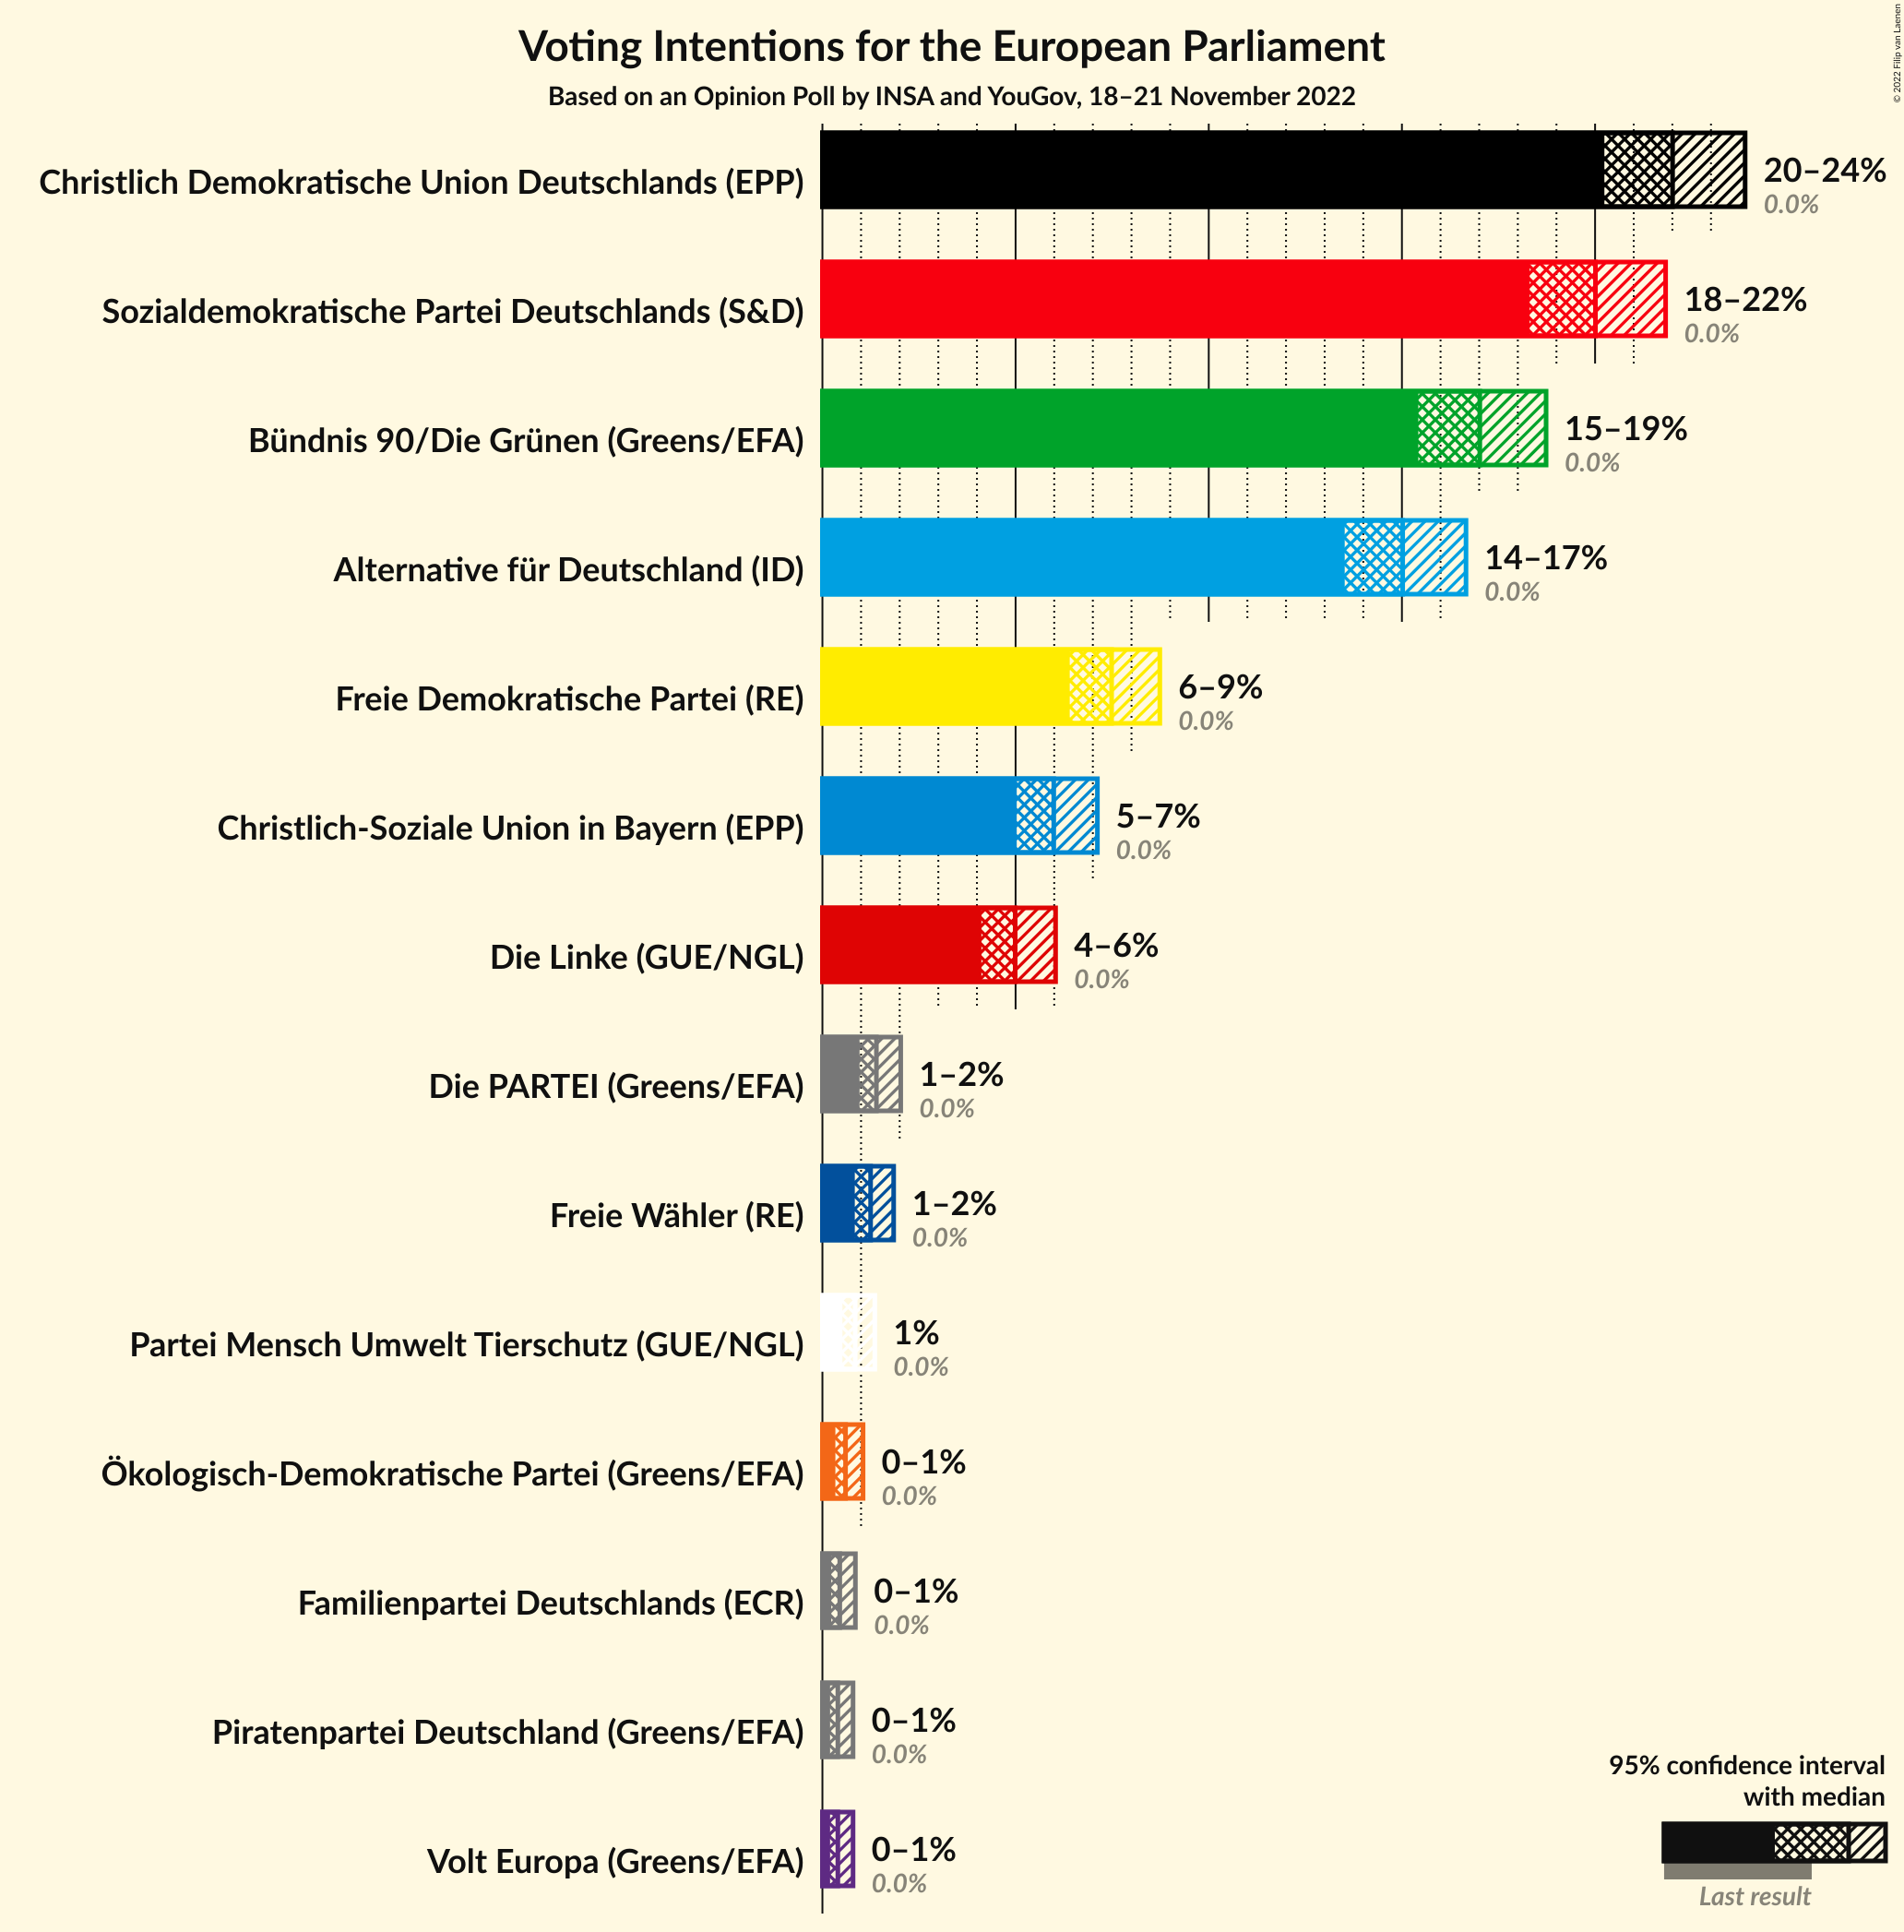 Voting Intentions for the European Parliament
Based on an Opinion Poll by INSA and YouGov, 18–21 November 2022
© 2022 Filip van Laenen
Christlich Demokratische Union Deutschlands (EPP)
20–24%
0.0%
Sozialdemokratische Partei Deutschlands (S&D)
18–22%
0.0%
Bündnis 90/Die Grünen (Greens/EFA)
15–19%
0.0%
Alternative für Deutschland (ID)
14–17%
0.0%
Freie Demokratische Partei (RE)
6–9%
0.0%
Christlich-Soziale Union in Bayern (EPP)
5–7%
0.0%
Die Linke (GUE/NGL)
4–6%
0.0%
Die PARTEI (Greens/EFA)
1–2%
0.0%
Freie Wähler (RE)
1–2%
0.0%
Partei Mensch Umwelt Tierschutz (GUE/NGL)
1%
0.0%
Ökologisch-Demokratische Partei (Greens/EFA)
0–1%
0.0%
Familienpartei Deutschlands (ECR)
0–1%
0.0%
Piratenpartei Deutschland (Greens/EFA)
0–1%
0.0%
Volt Europa (Greens/EFA)
0–1%
0.0%
95% confidence interval
with median
Last result